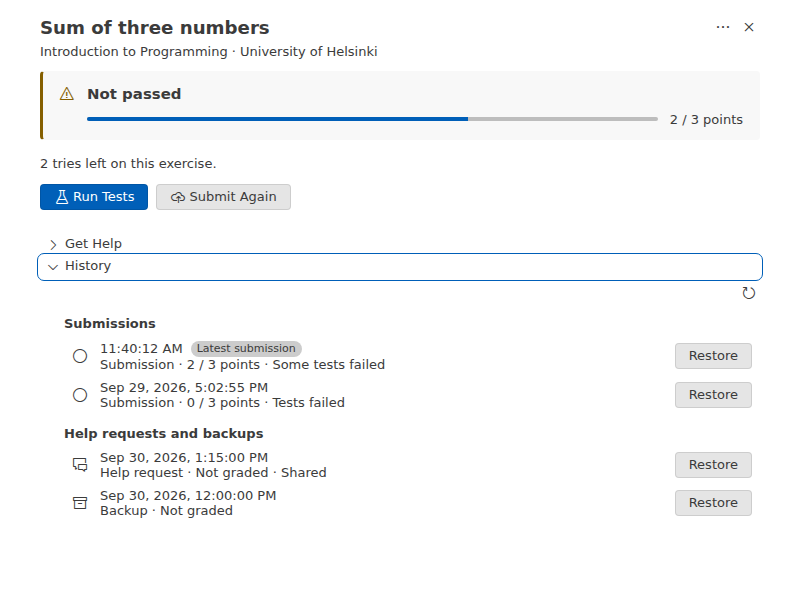 Sum of three numbers
Introduction to Programming · University of Helsinki
Not passed
2 / 3 points
2 tries left on this exercise.
Run Tests
Submit Again
Get Help
History
Submissions
11:40:12 AM Latest submission
Submission · 2 / 3 points · Some tests failed
Restore
Sep 29, 2026, 5:02:55 PM
Submission · 0 / 3 points · Tests failed
Restore
Help requests and backups
Sep 30, 2026, 1:15:00 PM
Help request · Not graded · Shared
Restore
Sep 30, 2026, 12:00:00 PM
Backup · Not graded
Restore